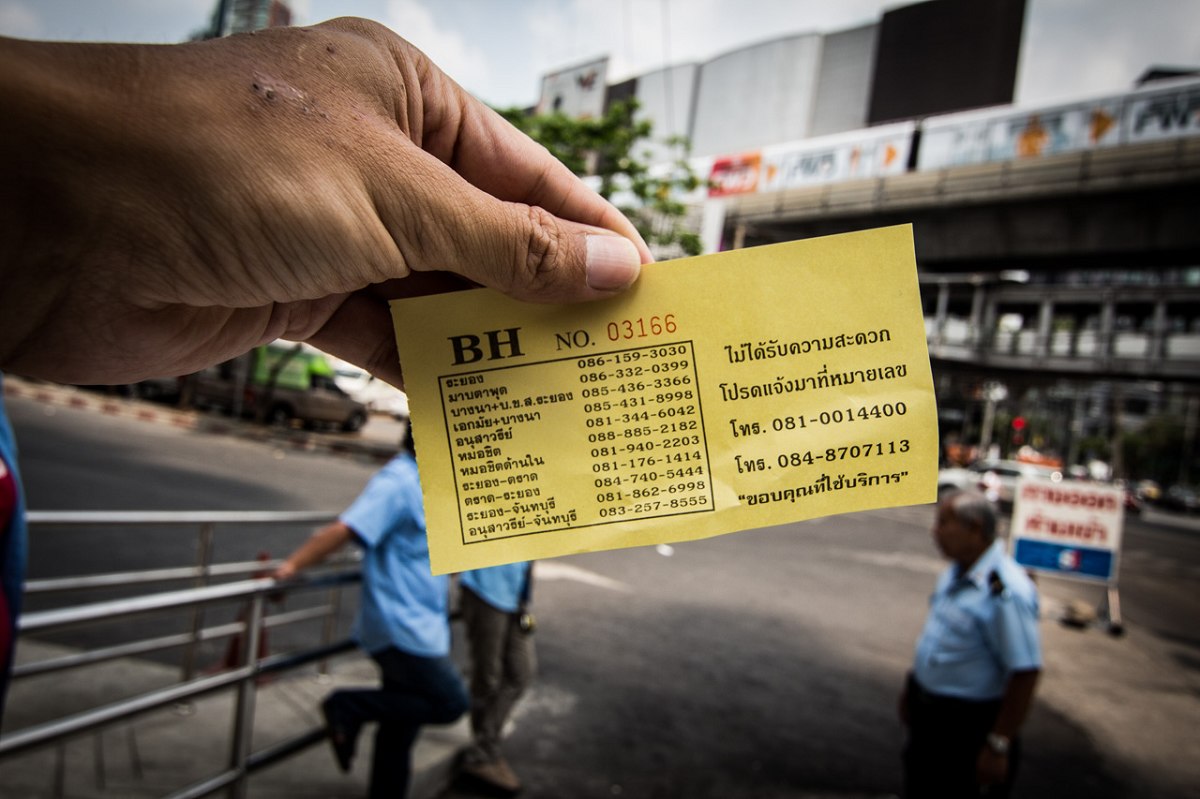 BH NO. 03166
ระยอง 086-159-3030
มาบตาพุด 086-332-0399
บางนา+บ.ข.ส.ระยอง 085-436-3366
เอกมัย+บางนา 085-431-8998
อนุสาวรีย์ 081-344-6042
หมอชิต 088-885-2182
หมอชิตด้านใน 081-940-2203
ระยอง-ตราด 081-176-1414
ตราด-ระยอง 084-740-5444
ระยอง-จันทบุรี 081-862-6998
อนุสาวรีย์-จันทบุรี 083-257-8555
ไม่ได้รับความสะดวก
โปรดแจ้งมาที่หมายเลข
โทร. 081-0014400
โทร. 084-8707113
"ขอบคุณที่ใช้บริการ"